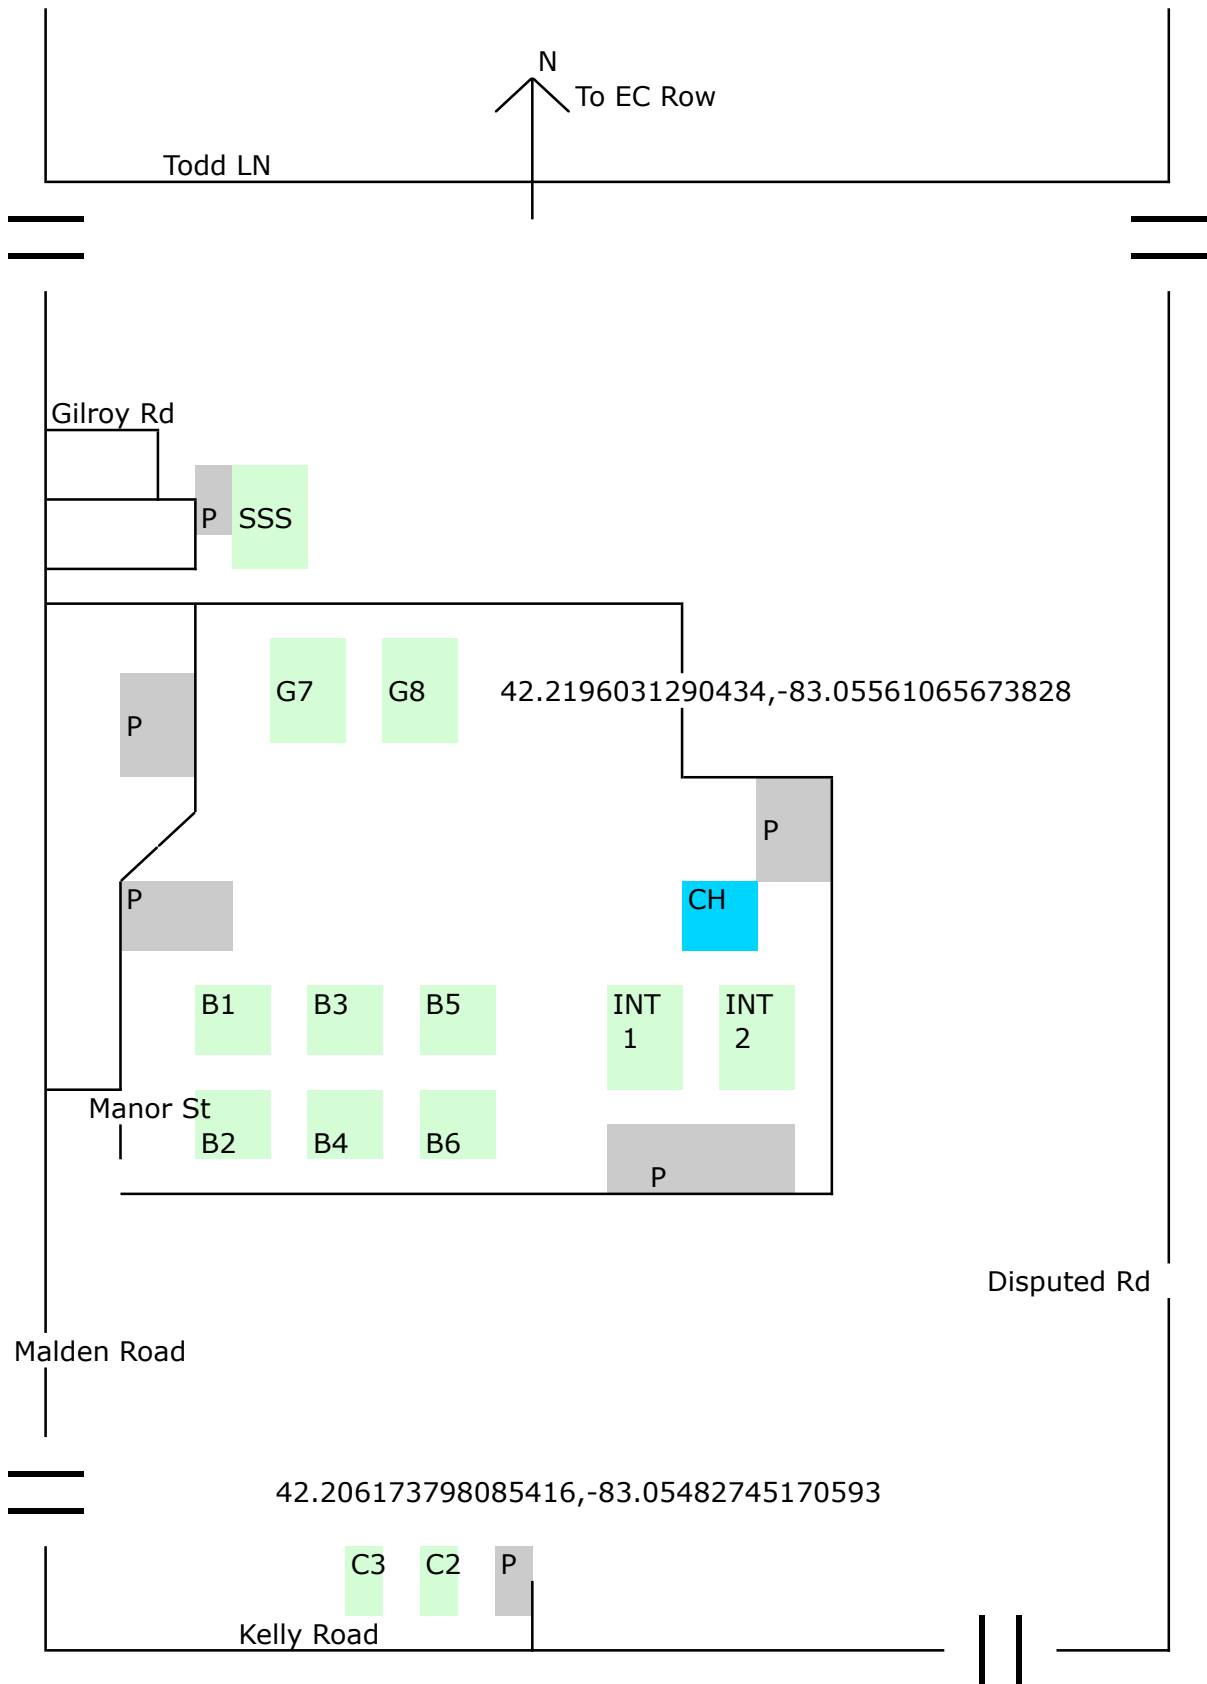 N
To EC Row
Todd LN
Gilroy Rd
P
SSS
G7
G8
42.2196031290434,-83.05561065673828
P
P
P
CH
B1
B3
B5
INT
1
INT
2
Manor St
B2
B4
B6
P
Disputed Rd
Malden Road
42.206173798085416,-83.05482745170593
C3
C2
P
Kelly Road